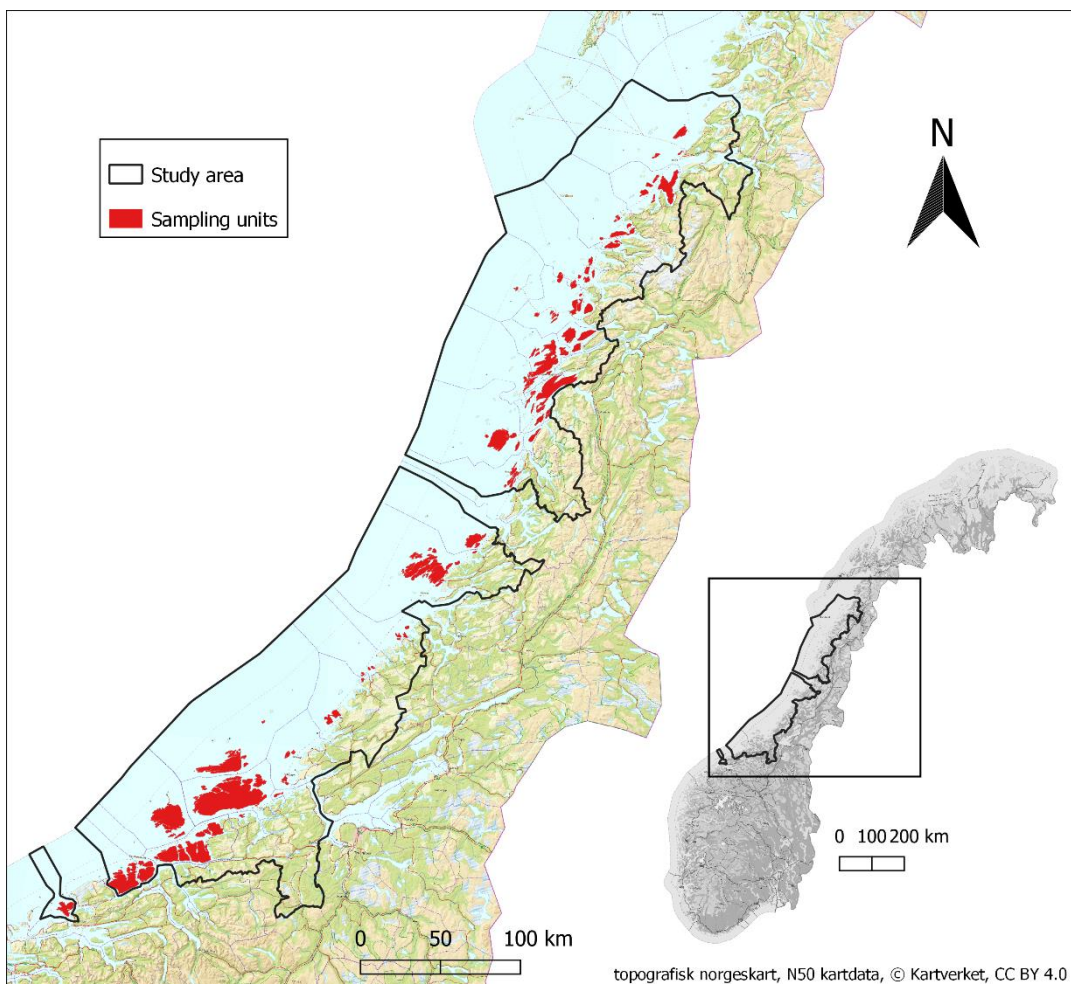 N
Study area
Sampling units
0 100 200 km
0 50 100 km
topografisk norgeskart, N50 kartdata, © Kartverket, CC BY 4.0